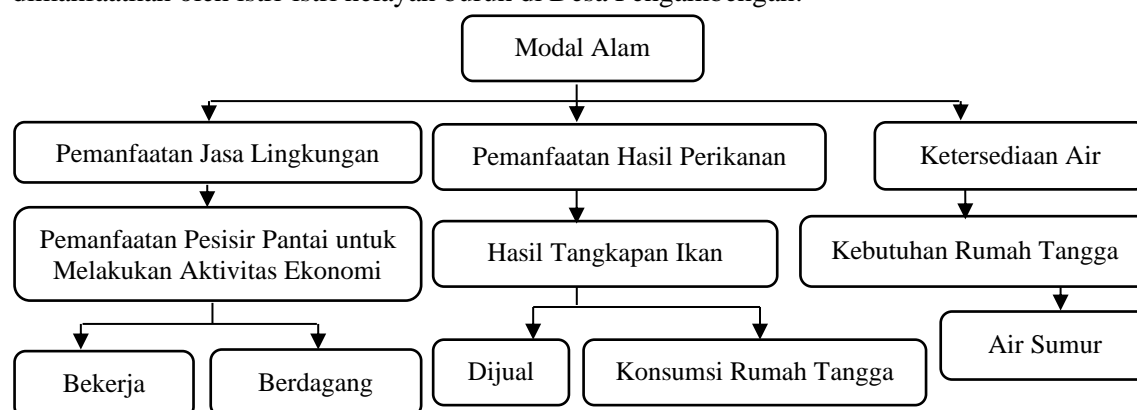 dimanfaatkan oleh istri-istri nelayan buruh di Desa Pengambengan.
Modal Alam
Pemanfaatan Jasa Lingkungan
Pemanfaatan Hasil Perikanan
Ketersediaan Air
Pemanfaatan Pesisir Pantai untuk
Melakukan Aktivitas Ekonomi
Hasil Tangkapan Ikan
Kebutuhan Rumah Tangga
Bekerja
Berdagang
Dijual
Konsumsi Rumah Tangga
Air Sumur